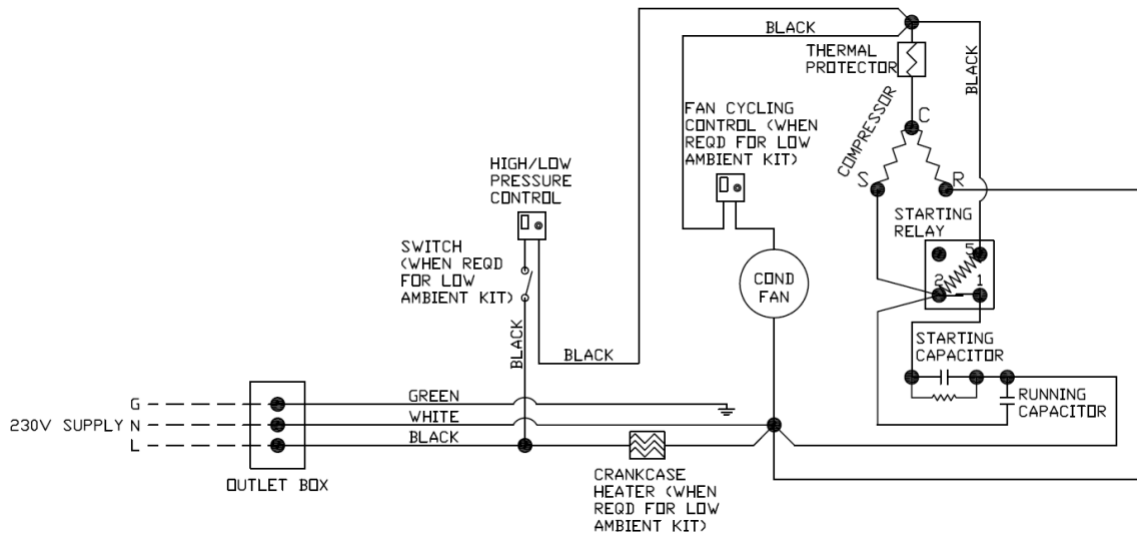 BLACK
THERMAL
PROTECTOR
BLACK
COMPRESSOR
C
S
R
FAN CYCLING
CONTROL (WHEN
REQD FOR LOW
AMBIENT KIT)
HIGH/LOW
PRESSURE
CONTROL
STARTING
RELAY
5
2
1
SWITCH
(WHEN REQD
FOR LOW
AMBIENT KIT)
COND
FAN
BLACK
BLACK
STARTING
CAPACITOR
RUNNING
CAPACITOR
G
GREEN
230V SUPPLY N
WHITE
L
BLACK
OUTLET BOX
CRANKCASE
HEATER (WHEN
REQD FOR LOW
AMBIENT KIT)